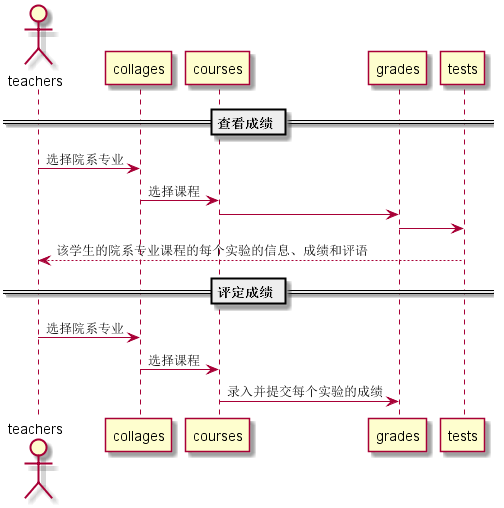 teachers
collages
courses
grades
tests
查看成绩
选择院系专业
选择课程
该学生的院系专业课程的每个实验的信息、成绩和评语
评定成绩
选择院系专业
选择课程
录入并提交每个实验的成绩
teachers
collages
courses
grades
tests